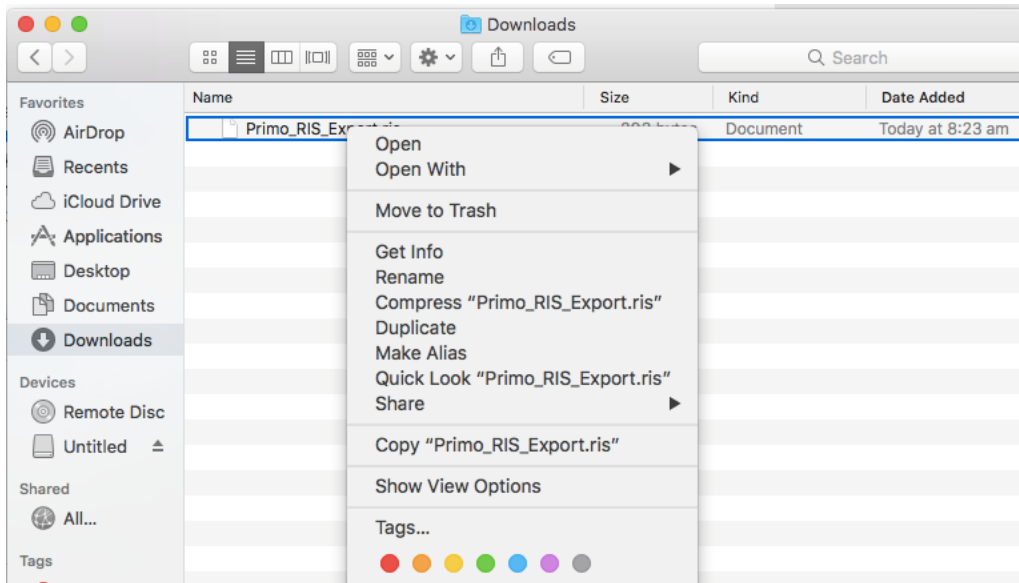 Downloads
Search
Favorites
AirDrop
Recents
iCloud Drive
Applications
Desktop
Documents
Downloads
Devices
Remote Disc
Untitled
Shared
All...
Tags
Name Size Kind Date Added
Document Today at 8:23 am
Open
Open With
Move to Trash
Get Info
Rename
Compress “Primo_RIS_Export.ris”
Duplicate
Make Alias
Quick Look “Primo_RIS_Export.ris”
Share
Copy “Primo_RIS_Export.ris”
Show View Options
Tags...